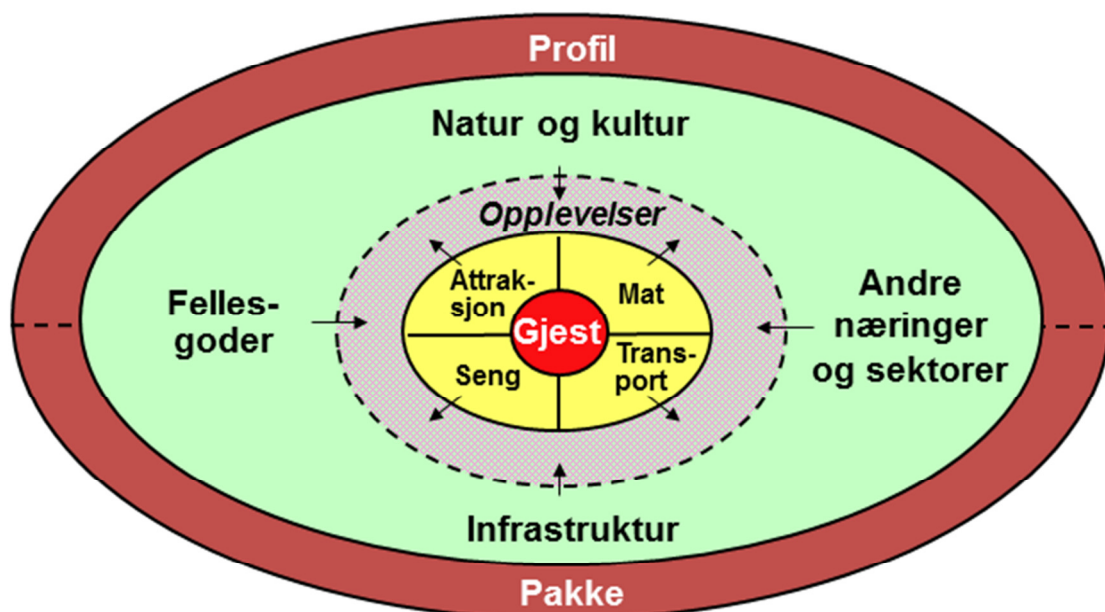 Profil
Natur og kultur
Opplevelser
Attrak-
sjon
Mat
Felles-
goder
Gjest
Andre
næringer
og sektorer
Seng
Trans-
port
Infrastruktur
Pakke